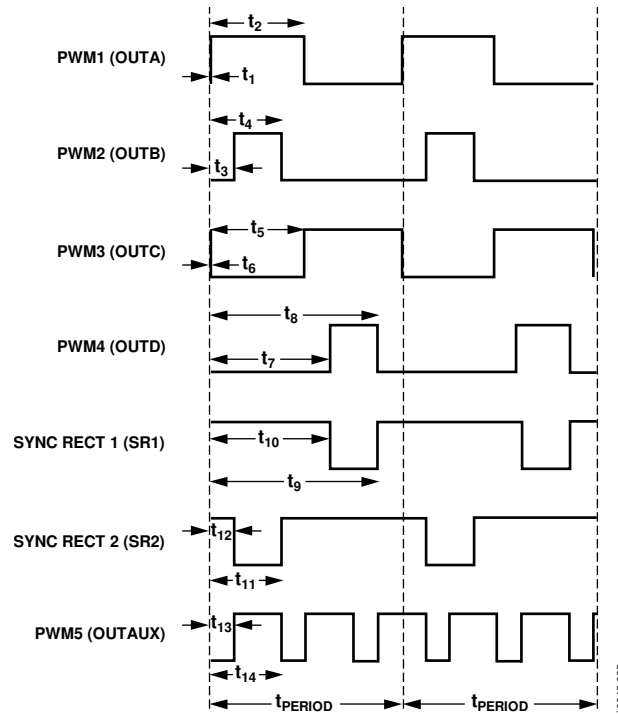 t2
PWM1 (OUTA)
t1
t4
PWM2 (OUTB)
t3
t5
PWM3 (OUTC)
t6
t8
PWM4 (OUTD)
t7
SYNC RECT 1 (SR1)
t10
t9
SYNC RECT 2 (SR2)
t12
t11
PWM5 (OUTAUX)
t13
t14
tPERIOD tPERIOD